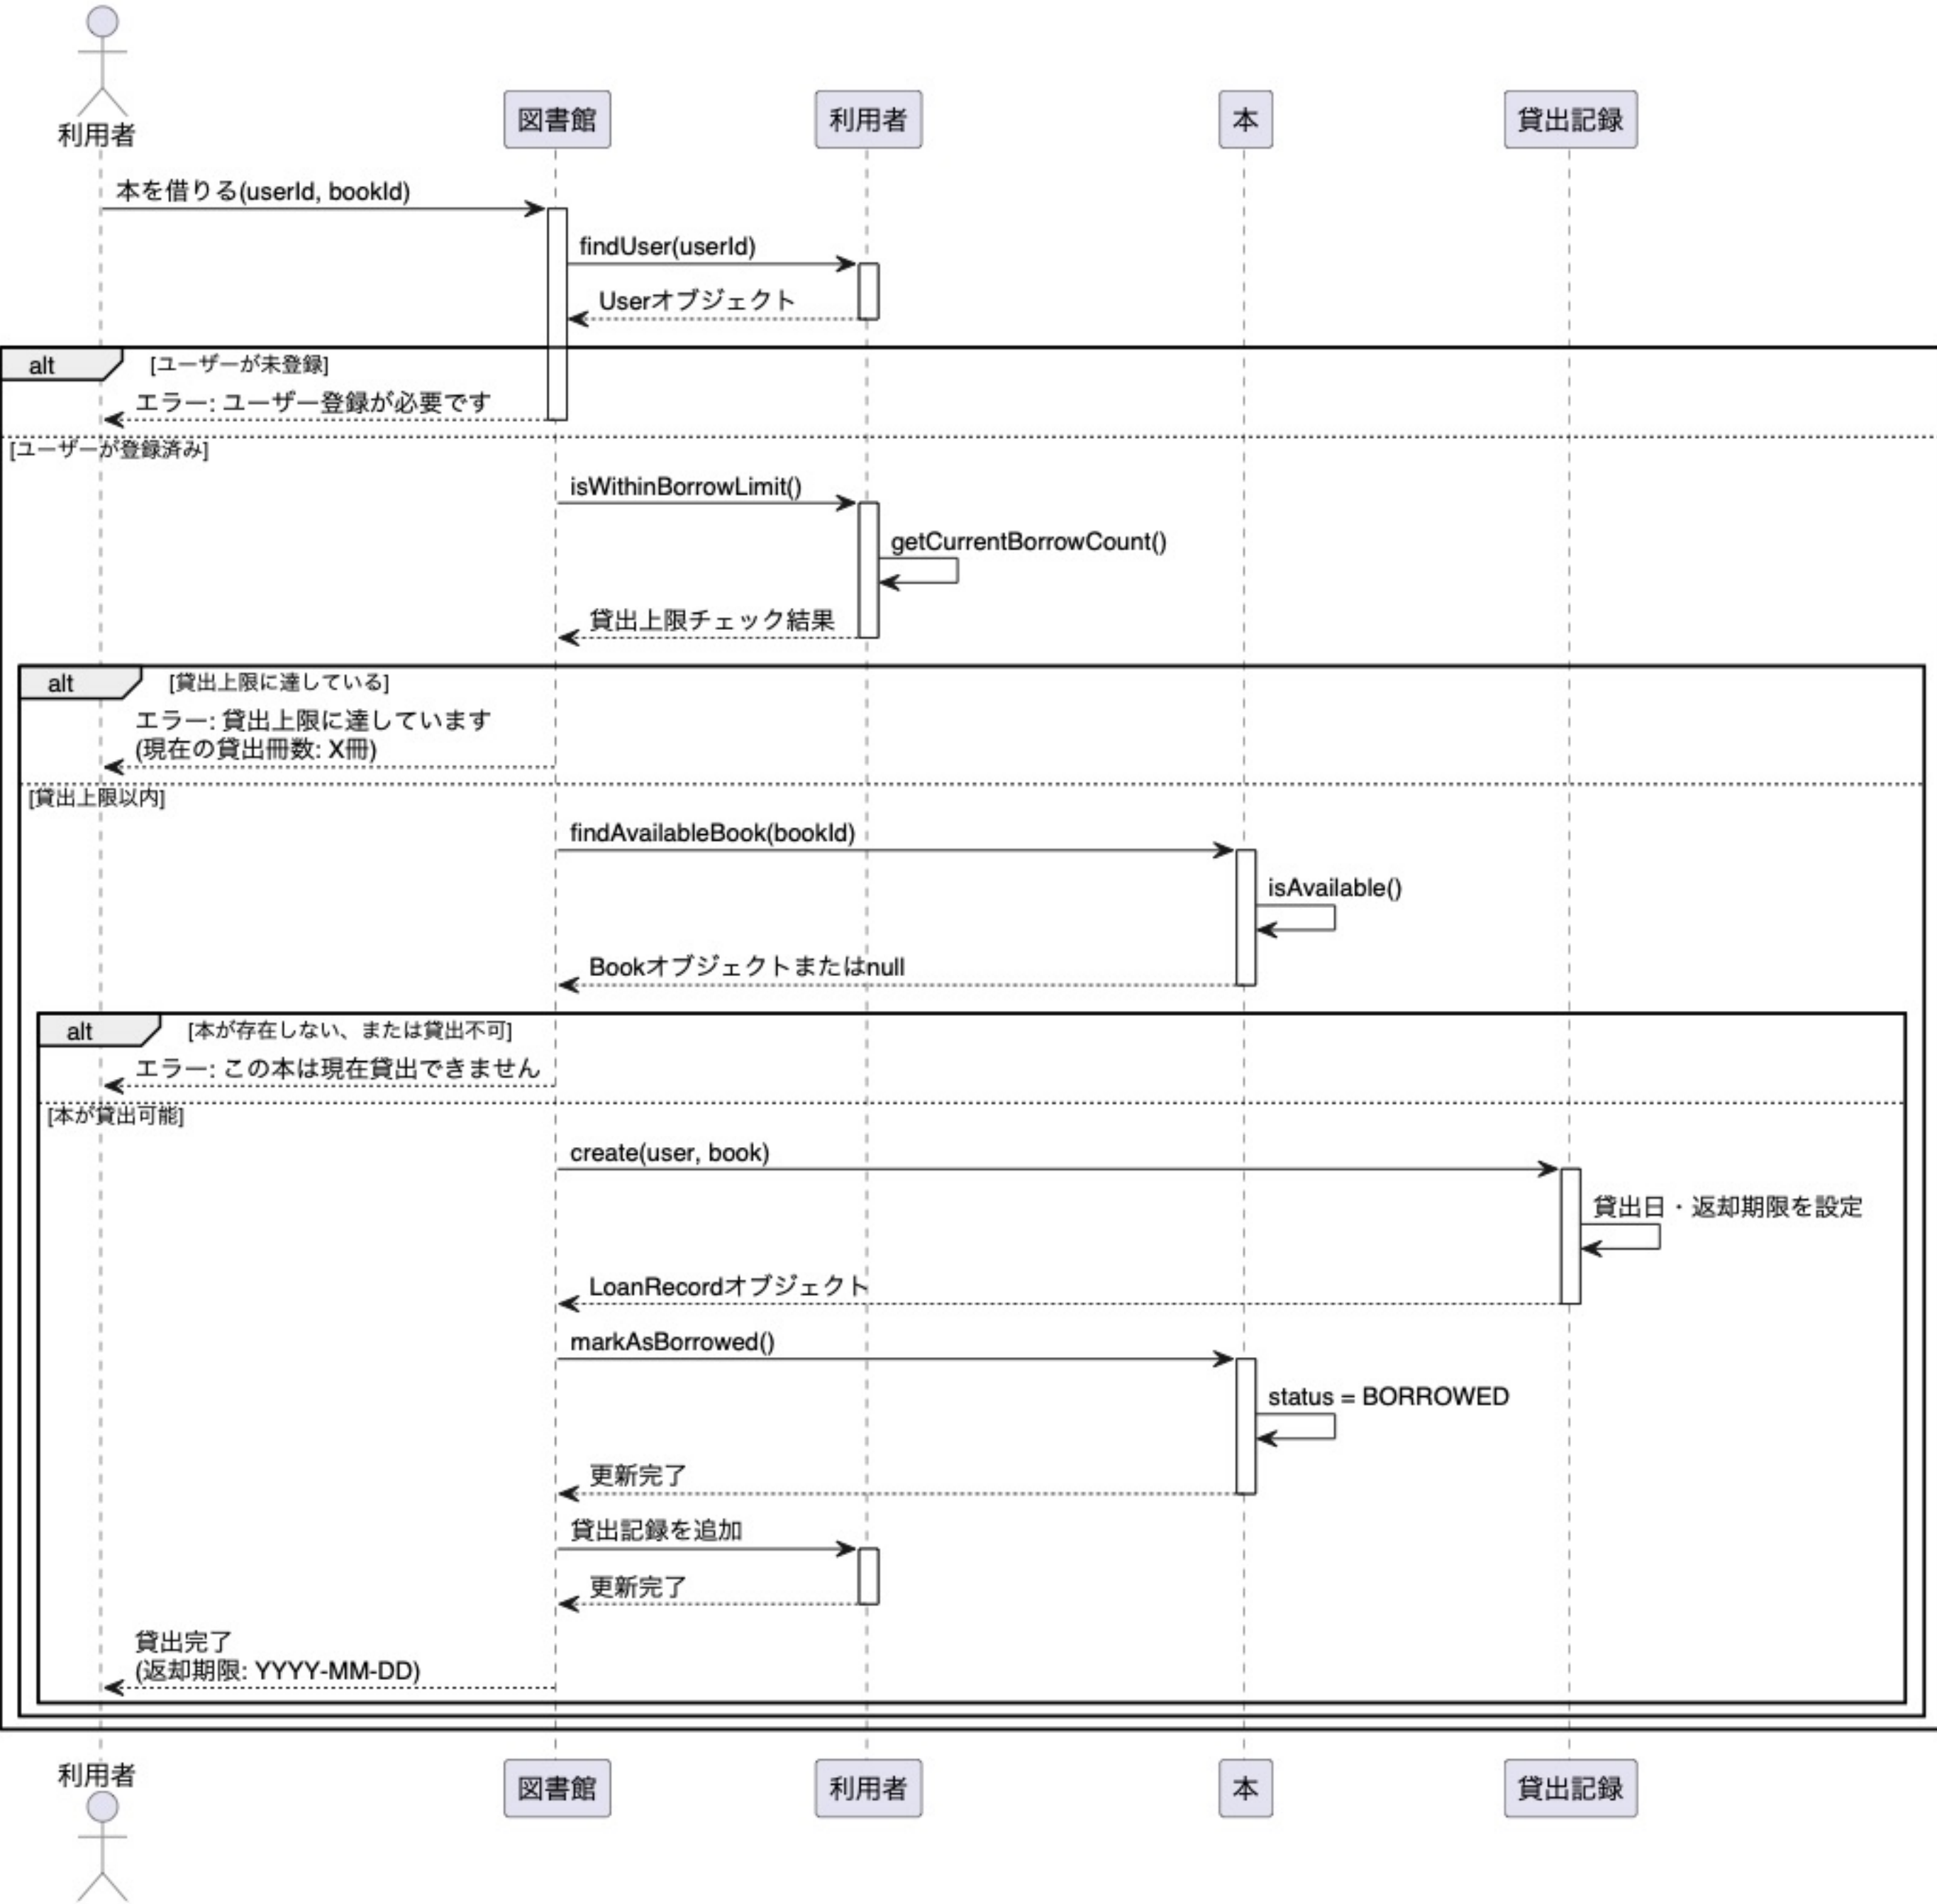 利用者
図書館
利用者
本
貸出記録
本を借りる(userId, bookId)
findUser(userId)
Userオブジェクト
alt
[ユーザーが未登録]
エラー: ユーザー登録が必要です
[ユーザーが登録済み]
isWithinBorrowLimit()
getCurrentBorrowCount()
貸出上限チェック結果
alt
[貸出上限に達している]
エラー: 貸出上限に達しています
(現在の貸出冊数: X冊)
[貸出上限以内]
findAvailableBook(bookId)
isAvailable()
Bookオブジェクトまたはnull
alt
[本が存在しない、または貸出不可]
エラー: この本は現在貸出できません
[本が貸出可能]
create(user, book)
貸出日・返却期限を設定
LoanRecordオブジェクト
markAsBorrowed()
status = BORROWED
更新完了
貸出記録を追加
更新完了
貸出完了
(返却期限: YYYY-MM-DD)
利用者
図書館
利用者
本
貸出記録